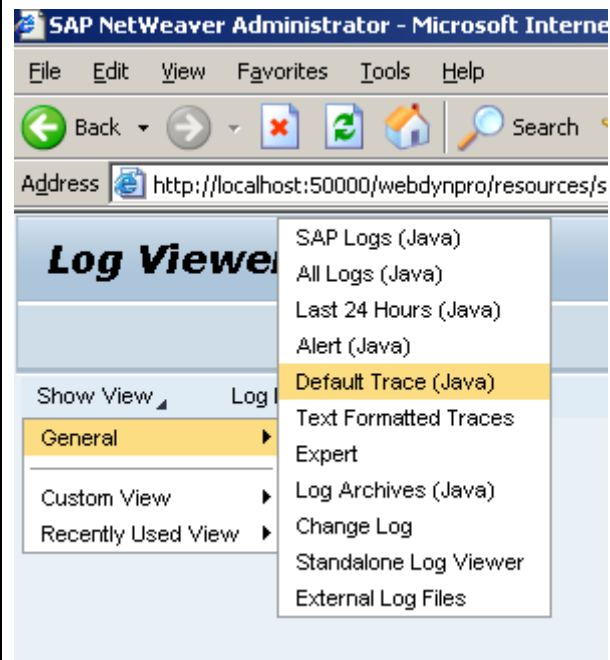 SAP NetWeaver Administrator - Microsoft Interne
File Edit View Favorites Tools Help
Back Search
Address http://localhost:50000/webdynpro/resources/s
Log Viewer
Show View Log
General
Custom View
Recently Used View
SAP Logs (Java)
All Logs (Java)
Last 24 Hours (Java)
Alert (Java)
Default Trace (Java)
Text Formatted Traces
Expert
Log Archives (Java)
Change Log
Standalone Log Viewer
External Log Files